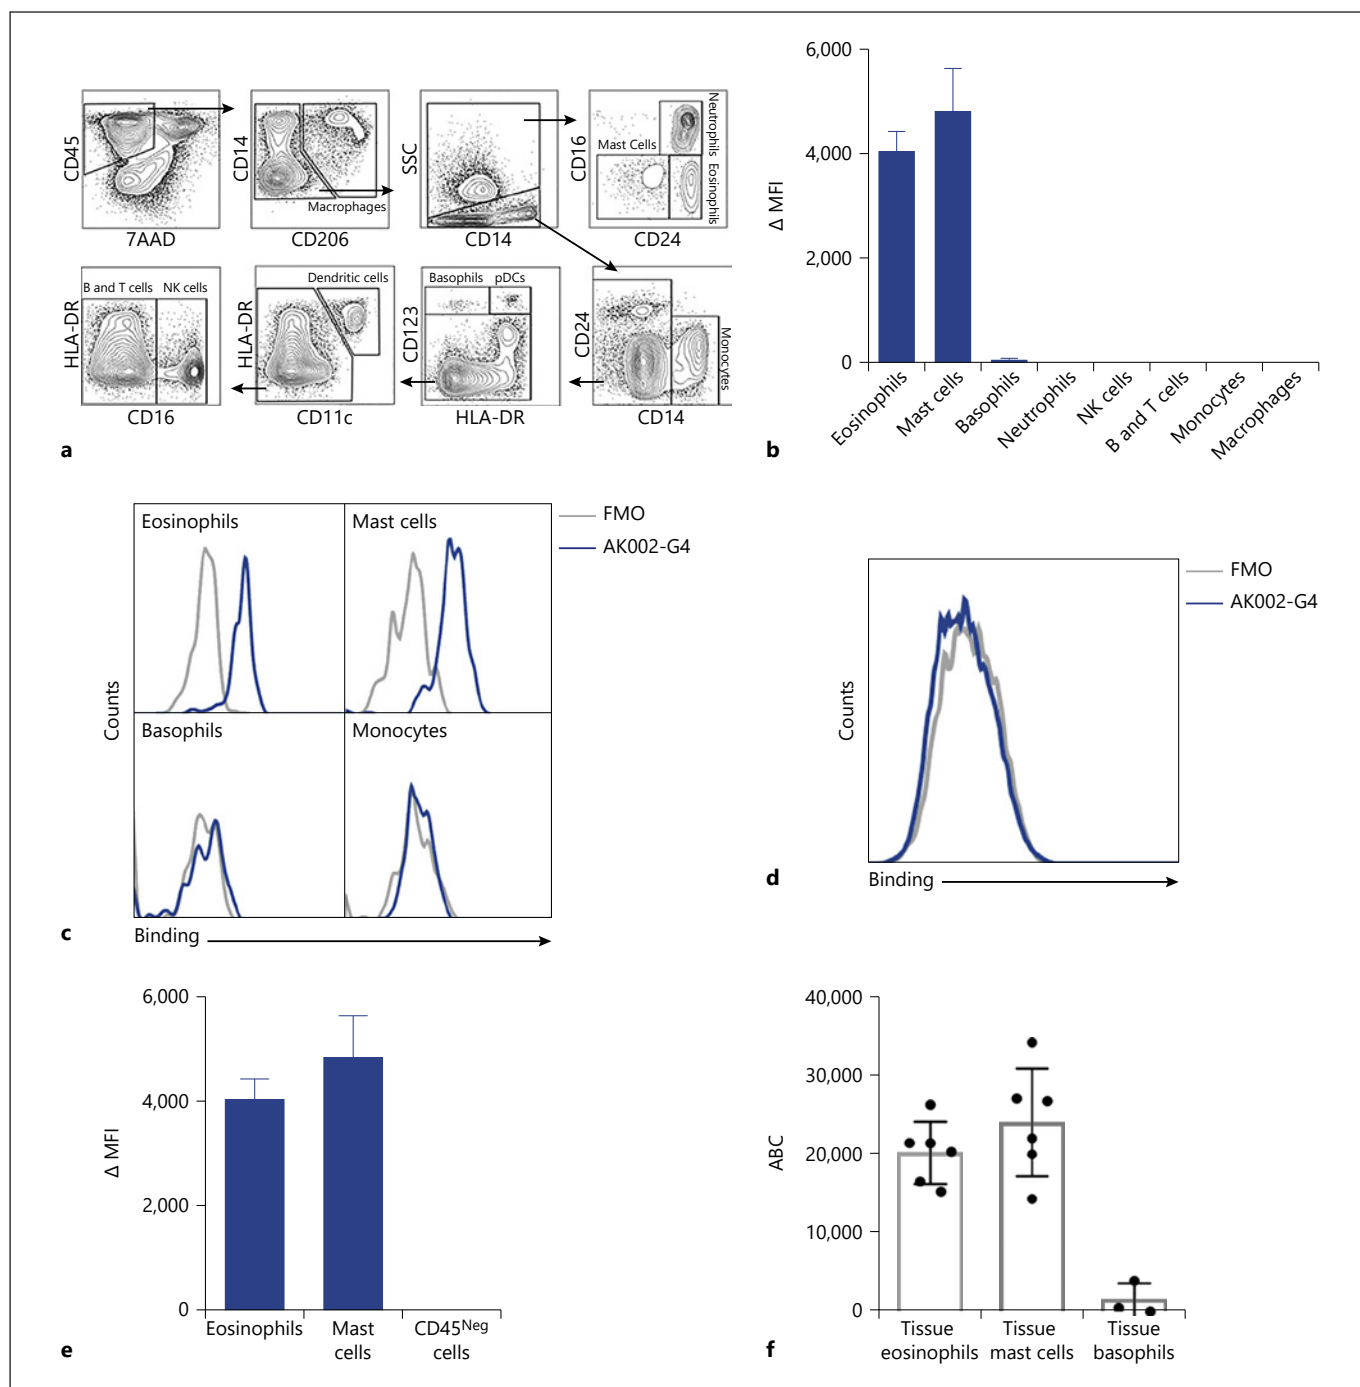 CD45
7AAD
CD14
Macrophages
CD206
SSC
CD14
CD16
Mast Cells
Neutrophils
Eosinophils
CD24
HLA-DR
B and T cells NK cells
CD16
HLA-DR
Dendritic cells
CD11c
CD123
Basophils pDCs
HLA-DR
CD24
Monocytes
CD14
a
6,000
4,000
2,000
0
Δ MFI
Eosinophils
Mast cells
Basophils
Neutrophils
NK cells
B and T cells
Monocytes
Macrophages
b
Eosinophils
Mast cells
Basophils
Monocytes
FMO
AK002-G4
Counts
Binding
c
FMO
AK002-G4
Counts
Binding
d
6,000
4,000
2,000
0
Δ MFI
Eosinophils
Mast
cells
CD45Neg
cells
e
40,000
30,000
20,000
10,000
0
ABC
Tissue
eosinophils
Tissue
mast cells
Tissue
basophils
f